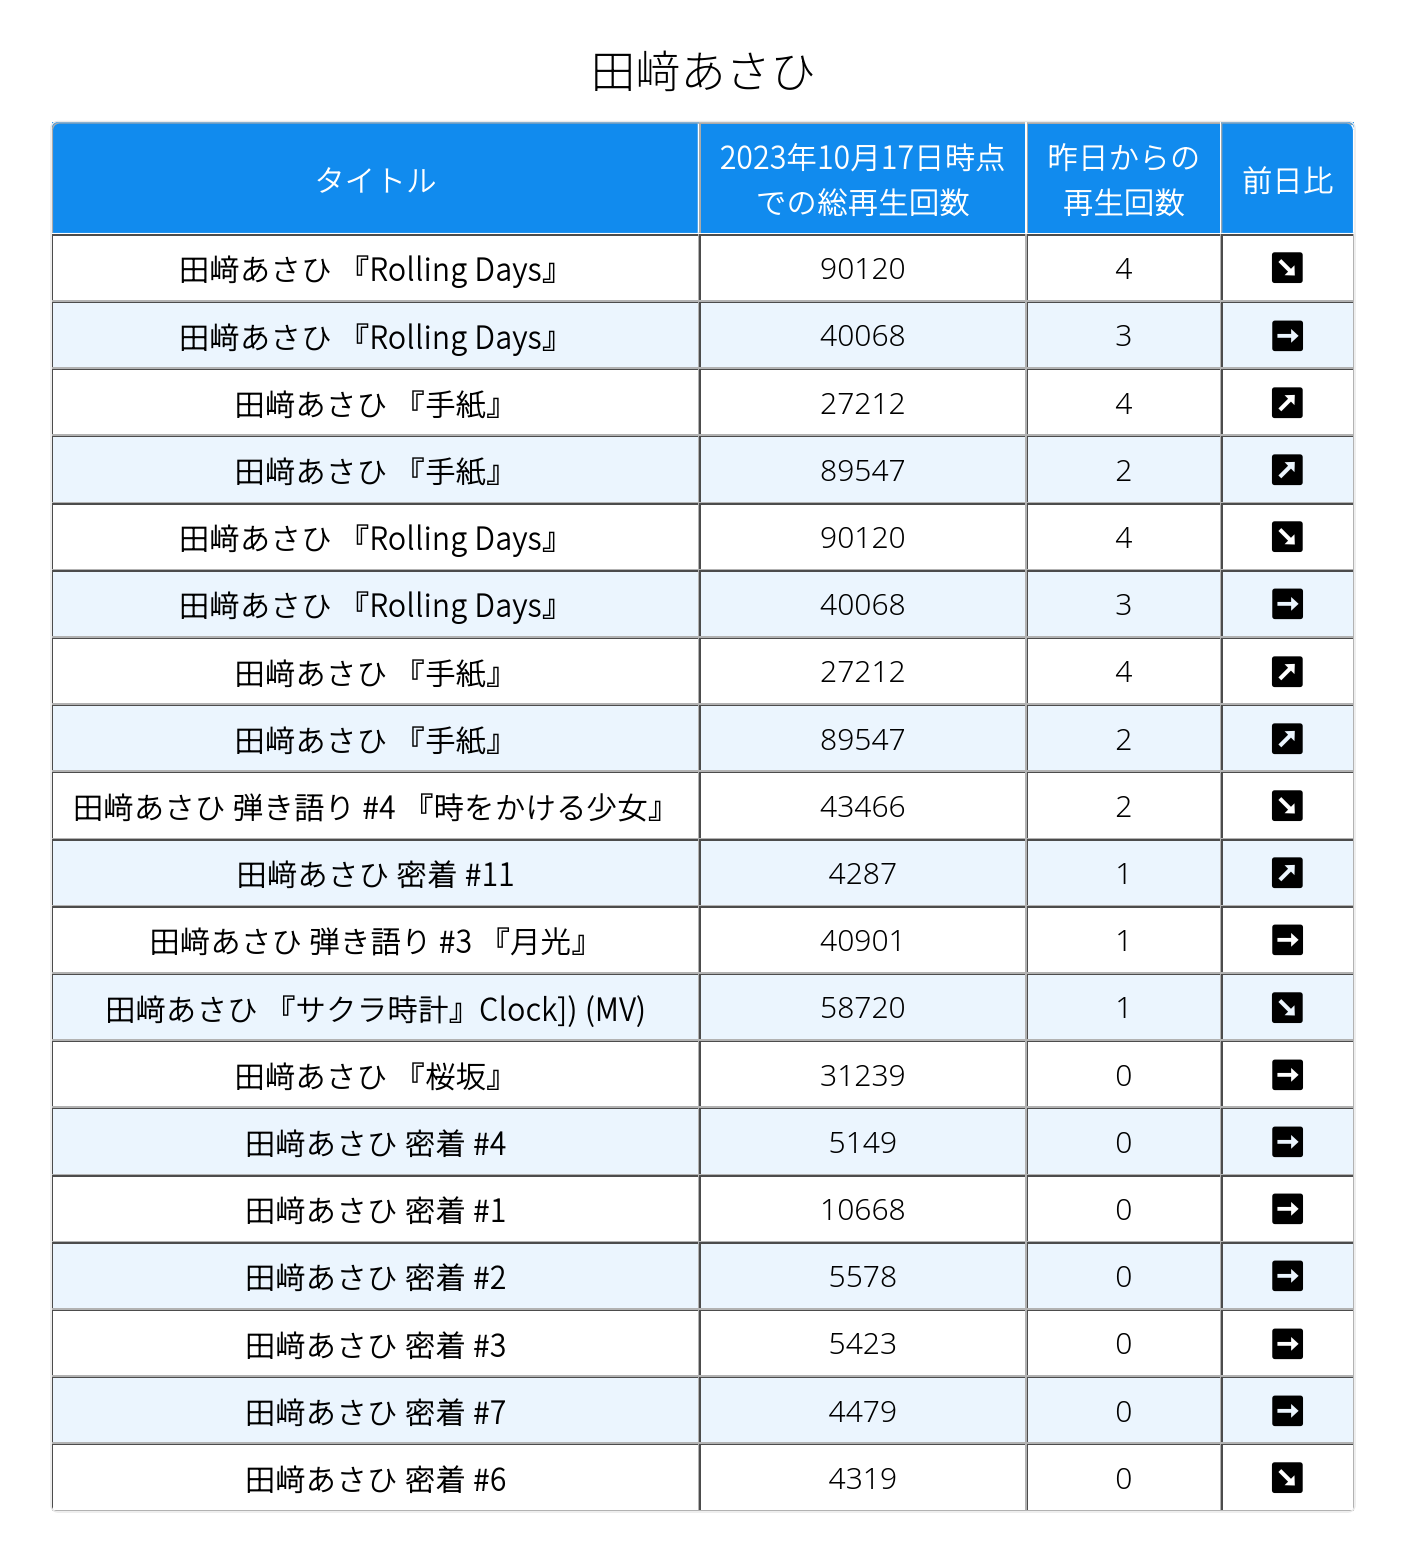 田﨑あさひ
タイトル 2023年10月17日時点での総再生回数 昨日からの再生回数 前日比
田﨑あさひ 『Rolling Days』 90120 4 ↘
田﨑あさひ 『Rolling Days』 40068 3 →
田﨑あさひ 『手紙』 27212 4 ↗
田﨑あさひ 『手紙』 89547 2 ↗
田﨑あさひ 『Rolling Days』 90120 4 ↘
田﨑あさひ 『Rolling Days』 40068 3 →
田﨑あさひ 『手紙』 27212 4 ↗
田﨑あさひ 『手紙』 89547 2 ↗
田﨑あさひ 弾き語り #4 『時をかける少女』 43466 2 ↘
田﨑あさひ 密着 #11 4287 1 ↗
田﨑あさひ 弾き語り #3 『月光』 40901 1 →
田﨑あさひ 『サクラ時計』Clock]) (MV) 58720 1 ↘
田﨑あさひ 『桜坂』 31239 0 →
田﨑あさひ 密着 #4 5149 0 →
田﨑あさひ 密着 #1 10668 0 →
田﨑あさひ 密着 #2 5578 0 →
田﨑あさひ 密着 #3 5423 0 →
田﨑あさひ 密着 #7 4479 0 →
田﨑あさひ 密着 #6 4319 0 ↘